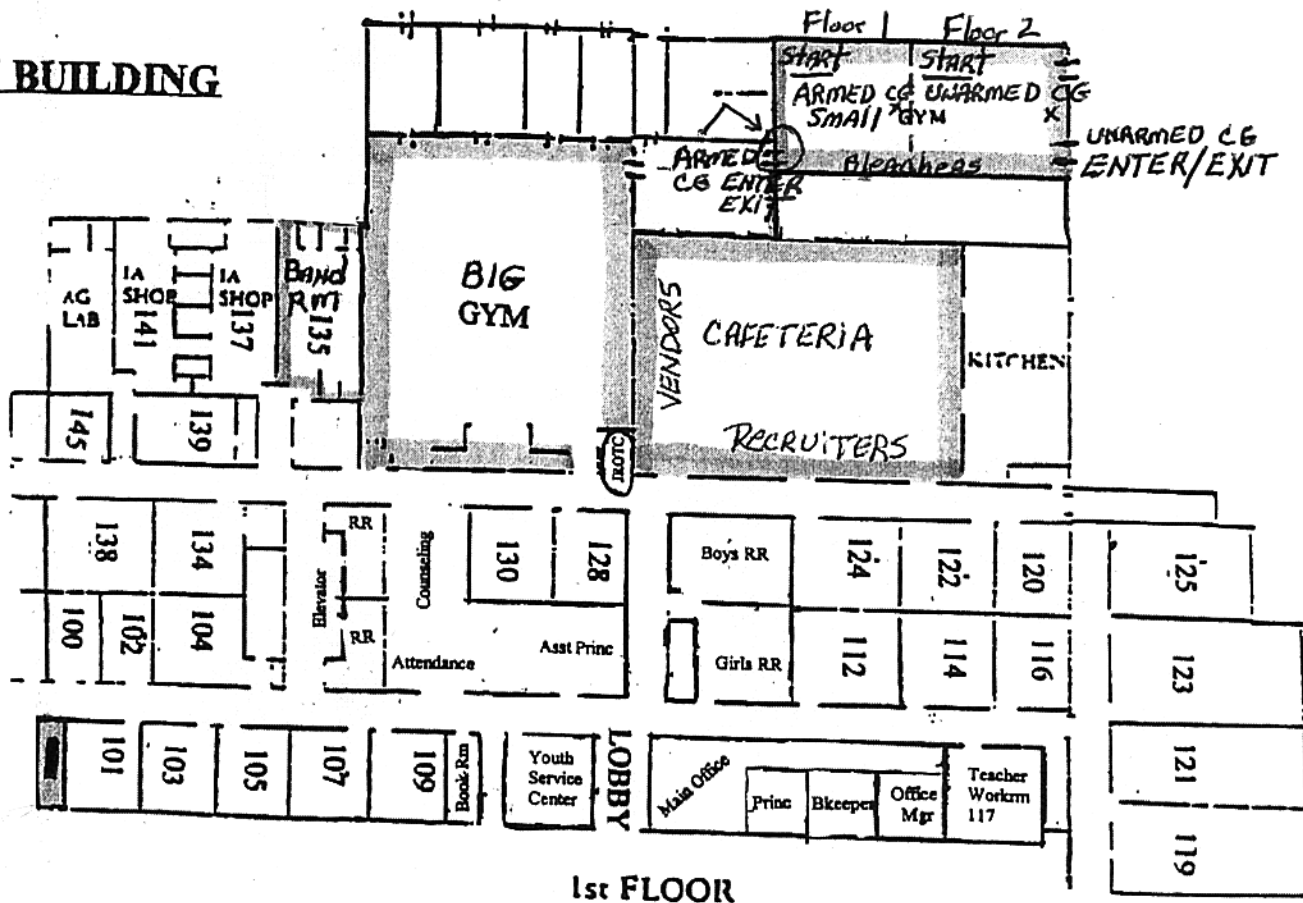 BUILDING
Floor 1
Floor 2
START
START
ARMED CG
UNARMED CG
SMALL GYM
X
X
UNARMED CG
ENTER/EXIT
ARMED
CG ENTER
EXIT
Bleachers
AG
LAB
IA
SHOP
141
IA
SHOP
137
BAND
RM
135
BIG
GYM
VENDORS
CAFETERIA
KITCHEN
RECRUITERS
145
139
ROTC
138
134
RR
Elevator
Counseling
130
128
Boys RR
124
122
120
125
100
102
104
RR
Attendance
Asst Princ
Girls RR
112
114
116
123
101
103
105
107
109
Book Rm
Youth
Service
Center
LOBBY
Main Office
Princ
Bkeeper
Office
Mgr
Teacher
Workrm
117
121
119
1st FLOOR